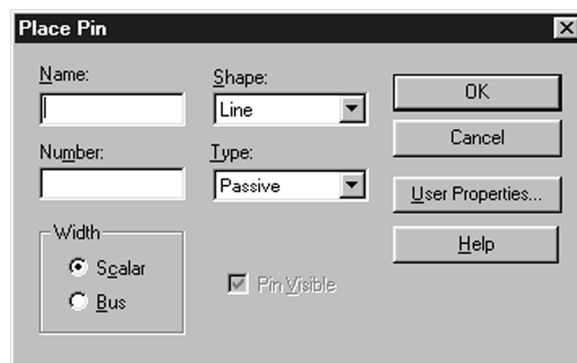 Place Pin
Name:
Shape:
Line
OK
Cancel
Number:
Type:
Passive
User Properties...
Width
Scalar
Bus
Pin Visible
Help